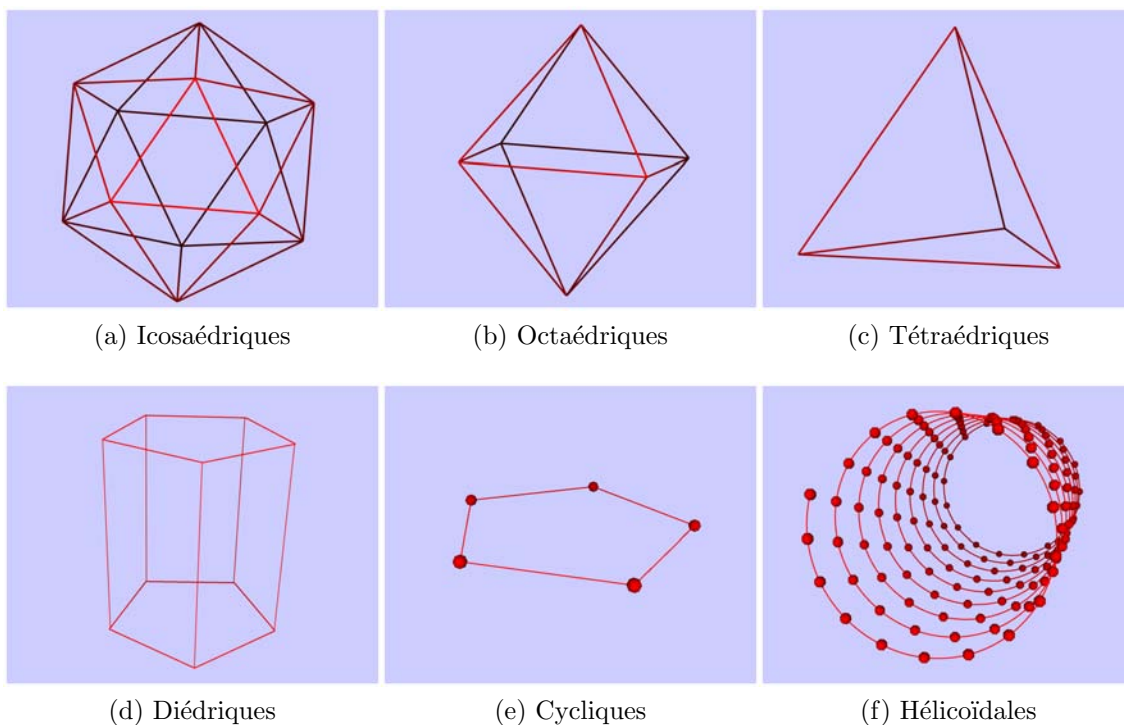 (a) Icosaédriques
(b) Octaédriques
(c) Tétraédriques
(d) Diédriques
(e) Cycliques
(f) Hélicoïdales